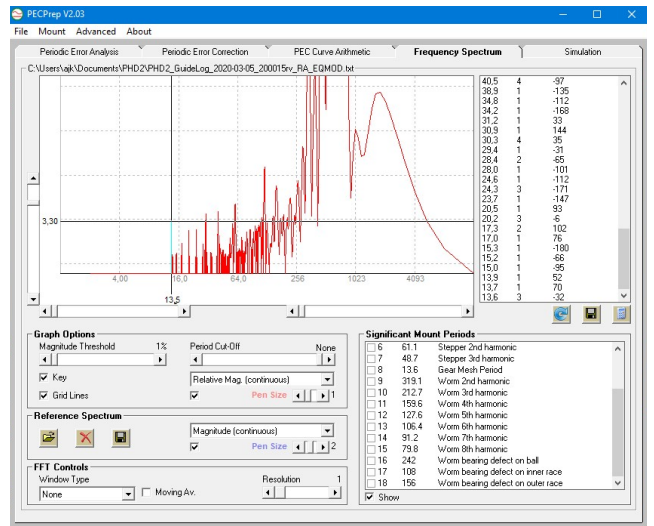 PECPrep V2.03
File Mount Advanced About
Periodic Error Analysis Periodic Error Correction PEC Curve Arithmetic Frequency Spectrum Simulation
C:\Users\ajk\Documents\PHD2\PHD2_GuideLog_2020-03-05_200015rv_RA_EQMOD.txt
40,5 4 -97
38,9 1 -135
34,8 1 -112
34,2 1 -168
31,2 1 33
30,9 1 144
30,3 4 35
29,4 1 -31
28,4 2 -65
28,0 1 -101
24,6 1 -112
24,3 3 -171
23,7 1 -147
20,5 1 93
20,2 3 -6
17,3 2 102
17,0 1 76
15,3 1 -180
15,2 1 -66
15,0 1 -95
13,9 1 52
13,7 1 70
13,6 3 -32
3,30
4,00 16,0 64,0 256 1023 4093
13,5
Graph Options
Magnitude Threshold 1% Period Cut-Off None
Key
Relative Mag. (continuous)
Grid Lines
Pen Size 1
Reference Spectrum
Magnitude (continuous)
Pen Size 2
FFT Controls
Window Type Resolution 1
None Moving Av.
Significant Mount Periods
6 61.1 Stepper 2nd harmonic
7 48.7 Stepper 3rd harmonic
8 13.6 Gear Mesh Period
9 319.1 Worm 2nd harmonic
10 212.7 Worm 3rd harmonic
11 159.6 Worm 4th harmonic
12 127.6 Worm 5th harmonic
13 106.4 Worm 6th harmonic
14 91.2 Worm 7th harmonic
15 79.8 Worm 8th harmonic
16 242 Worm bearing defect on ball
17 108 Worm bearing defect on inner race
18 156 Worm bearing defect on outer race
Show